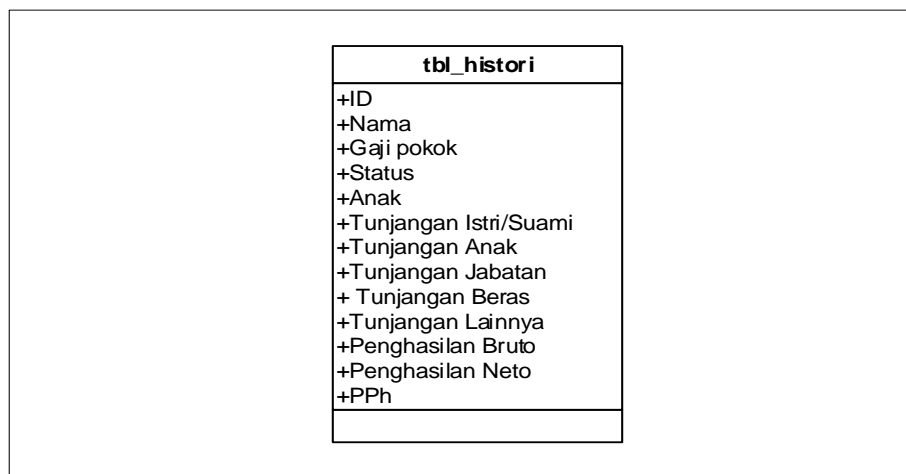 tbl_histori
+ID
+Nama
+Gaji pokok
+Status
+Anak
+Tunjangan Istri/Suami
+Tunjangan Anak
+Tunjangan Jabatan
+ Tunjangan Beras
+Tunjangan Lainnya
+Penghasilan Bruto
+Penghasilan Neto
+PPh